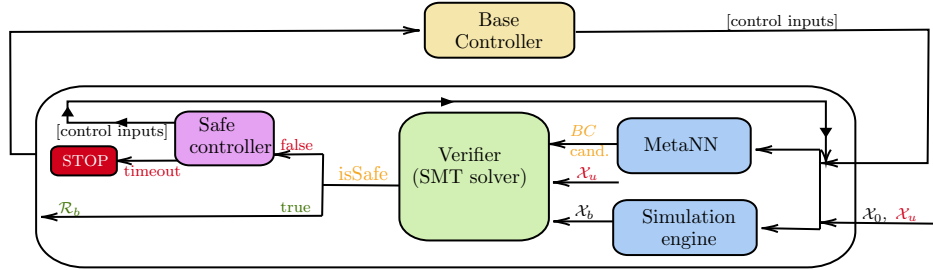 Base
Controller
[control inputs]
[control inputs]
Safe
controller
false
STOP
timeout
isSafe
true
ℛ_b
Verifier
(SMT solver)
BC
cand.
MetaNN
𝒳_u
𝒳_b
Simulation
engine
𝒳_0, 𝒳_u